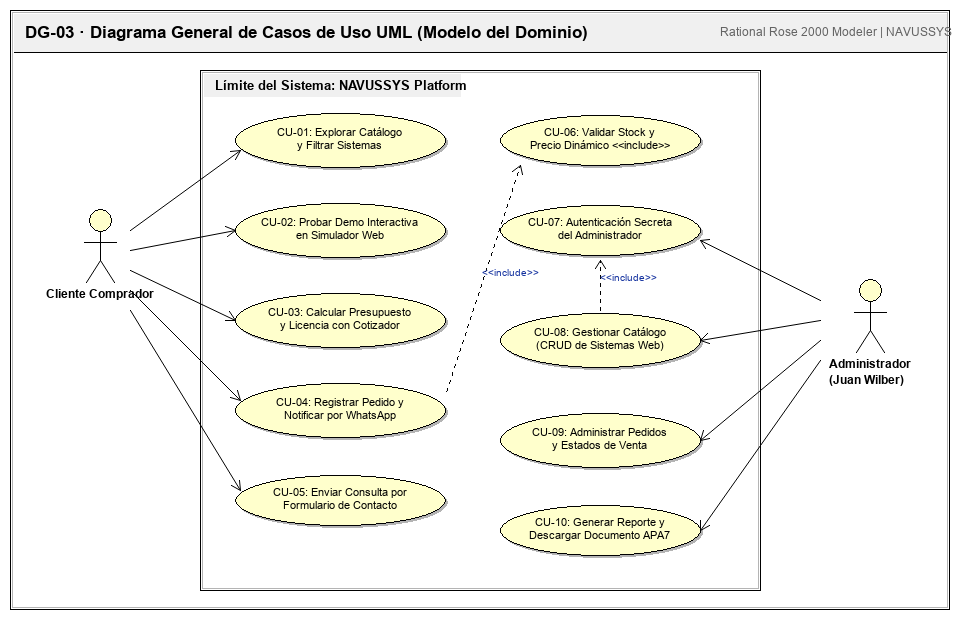 DG-03 · Diagrama General de Casos de Uso UML (Modelo del Dominio)
Rational Rose 2000 Modeler | NAVUSSYS
Límite del Sistema: NAVUSSYS Platform
CU-01: Explorar Catálogo
y Filtrar Sistemas
CU-02: Probar Demo Interactiva
en Simulador Web
CU-03: Calcular Presupuesto
y Licencia con Cotizador
CU-04: Registrar Pedido y
Notificar por WhatsApp
CU-05: Enviar Consulta por
Formulario de Contacto
CU-06: Validar Stock y
Precio Dinámico <<include>>
CU-07: Autenticación Secreta
del Administrador
<<include>>
<<include>>
CU-08: Gestionar Catálogo
(CRUD de Sistemas Web)
CU-09: Administrar Pedidos
y Estados de Venta
CU-10: Generar Reporte y
Descargar Documento APA7
Cliente Comprador
Administrador
(Juan Wilber)